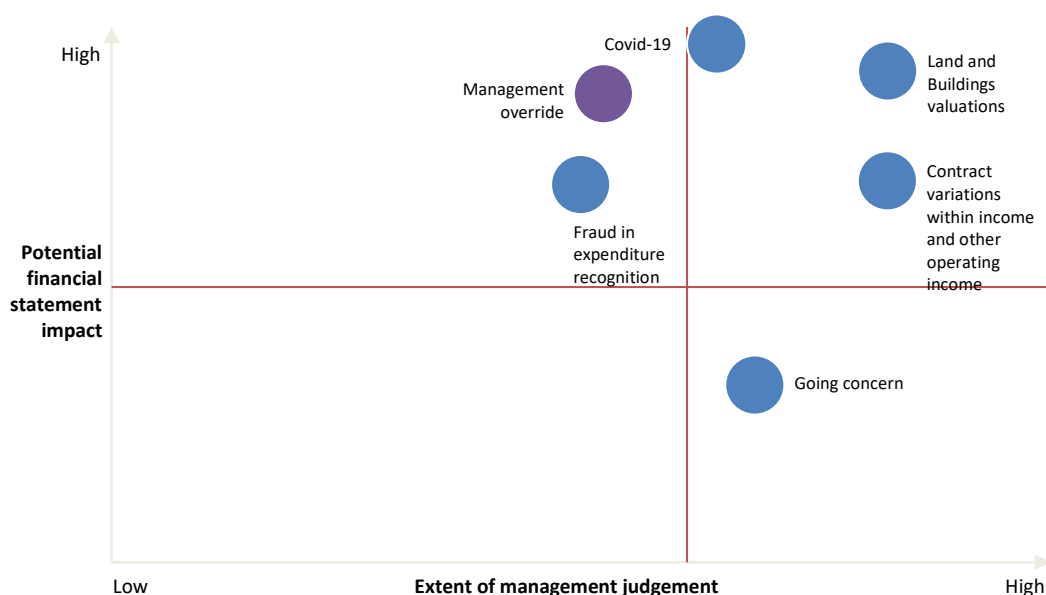 High
Covid-19
Management
override
Land and
Buildings
valuations
Fraud in
expenditure
recognition
Contract
variations
within income
and other
operating
income
Potential
financial
statement
impact
Going concern
Low
Extent of management judgement
High